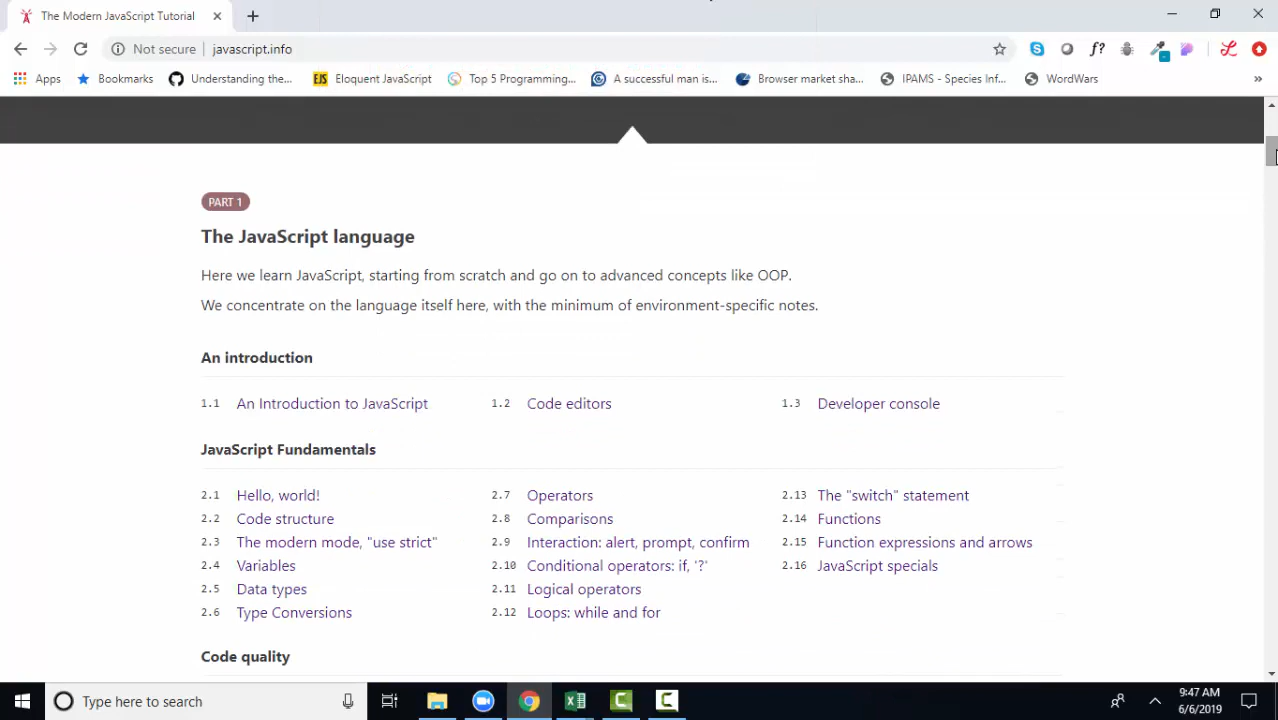 The Modern JavaScript Tutorial
Not secure | javascript.info
f?
Apps Bookmarks Understanding the... EJS Eloquent JavaScript Top 5 Programming... A successful man is... Browser market sha... IPAMS - Species Inf... WordWars »
PART 1
The JavaScript language
Here we learn JavaScript, starting from scratch and go on to advanced concepts like OOP.
We concentrate on the language itself here, with the minimum of environment-specific notes.
An introduction
1.1 An Introduction to JavaScript 1.2 Code editors 1.3 Developer console
JavaScript Fundamentals
2.1 Hello, world! 2.7 Operators 2.13 The "switch" statement
2.2 Code structure 2.8 Comparisons 2.14 Functions
2.3 The modern mode, "use strict" 2.9 Interaction: alert, prompt, confirm 2.15 Function expressions and arrows
2.4 Variables 2.10 Conditional operators: if, '?' 2.16 JavaScript specials
2.5 Data types 2.11 Logical operators
2.6 Type Conversions 2.12 Loops: while and for
Code quality
Type here to search
9:47 AM
6/6/2019